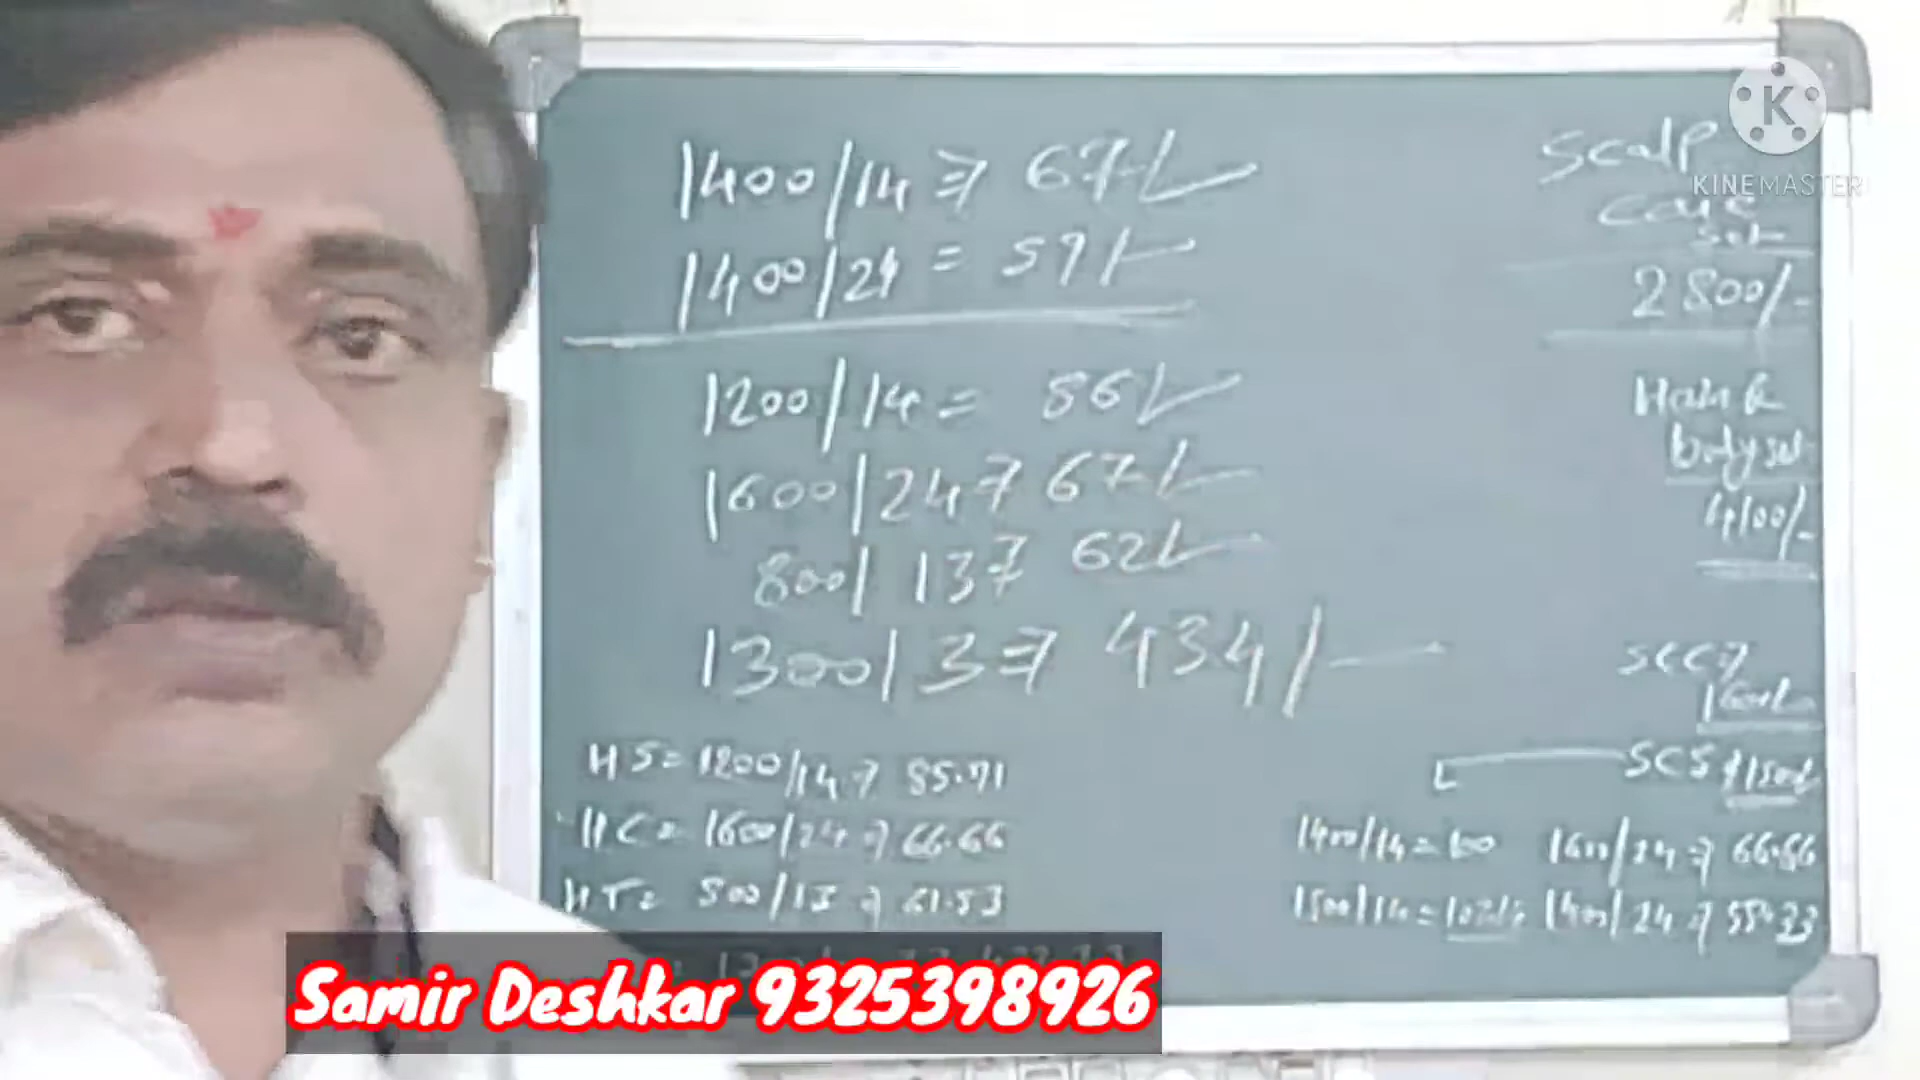 1400/14 => 67/-
1400/24 = 59/-
1200/14 = 86/-
1600/24 => 67/-
800/13 => 62/-
1300/3 => 434/-
HS = 1200/14 => 85.71
HC = 1600/24 => 66.66
HT = 800/13 => 61.53
Scalp
care
set
2800/-
Hair &
body set
4100/-
SCC
SCS 1500/-
1400/14 = 100 1600/24 => 66.66
1500/14 = 1400/24 => 58.33
K
KINEMASTER
Samir Deshkar 9325398926